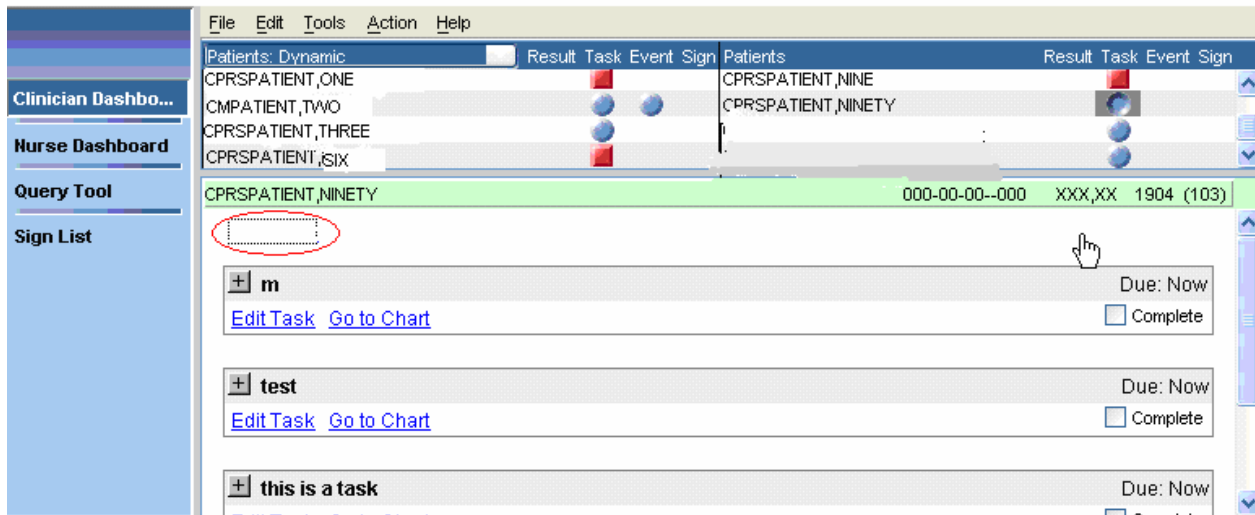 File Edit Tools Action Help
Patients: Dynamic Result Task Event Sign Patients Result Task Event Sign
CPRSPATIENT,ONE CPRSPATIENT,NINE
CMPATIENT,TWO CPRSPATIENT,NINETY
CPRSPATIENT,THREE
CPRSPATIENT,SIX
Clinician Dashbo...
Nurse Dashboard
Query Tool
Sign List
CPRSPATIENT,NINETY 000-00-00--000 XXX,XX 1904 (103)
+ m Due: Now
Edit Task Go to Chart Complete
+ test Due: Now
Edit Task Go to Chart Complete
+ this is a task Due: Now